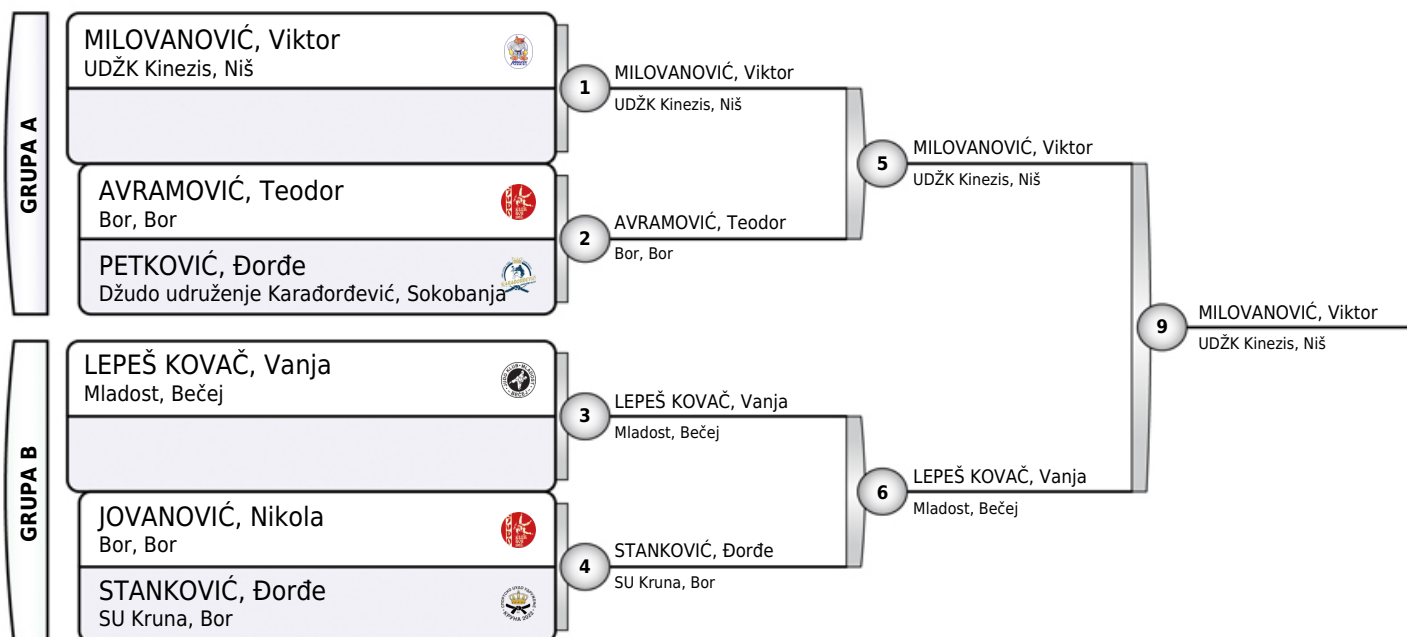 GRUPA A
MILOVANOVIĆ, Viktor
UDŽK Kinezis, Niš
AVRAMOVIĆ, Teodor
Bor, Bor
PETKOVIĆ, Đorđe
Džudo udruženje Karađorđević, Sokobanja
GRUPA B
LEPEŠ KOVAČ, Vanja
Mladost, Bečej
JOVANOVIĆ, Nikola
Bor, Bor
STANKOVIĆ, Đorđe
SU Kruna, Bor
1
MILOVANOVIĆ, Viktor
UDŽK Kinezis, Niš
2
AVRAMOVIĆ, Teodor
Bor, Bor
3
LEPEŠ KOVAČ, Vanja
Mladost, Bečej
4
STANKOVIĆ, Đorđe
SU Kruna, Bor
5
MILOVANOVIĆ, Viktor
UDŽK Kinezis, Niš
6
LEPEŠ KOVAČ, Vanja
Mladost, Bečej
9
MILOVANOVIĆ, Viktor
UDŽK Kinezis, Niš